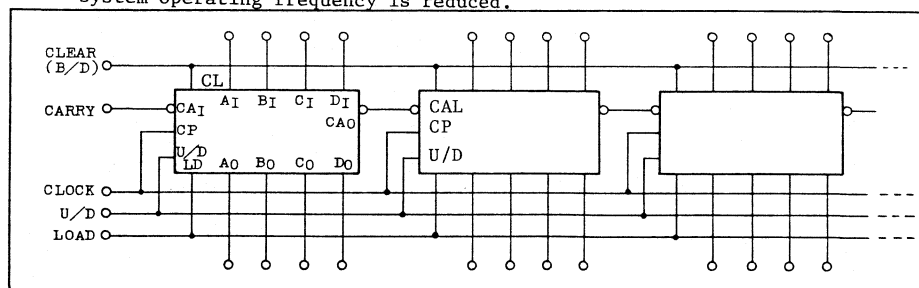 system operating frequency is reduced.
CLEAR
(B/D)
CL
CARRY
CAI AI BI CI DI
CAO
CP
U/D
LD AO BO CO DO
CAL
CP
U/D
CLOCK
U/D
LOAD